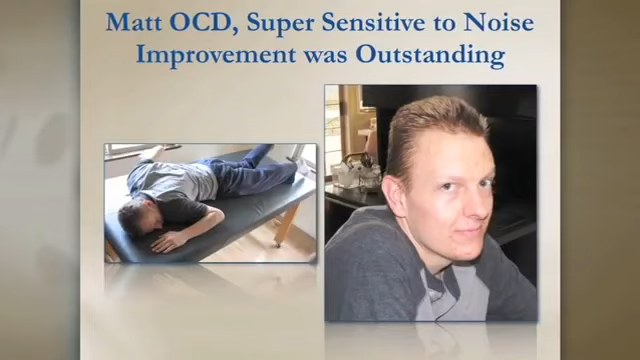 Matt OCD, Super Sensitive to Noise
Improvement was Outstanding